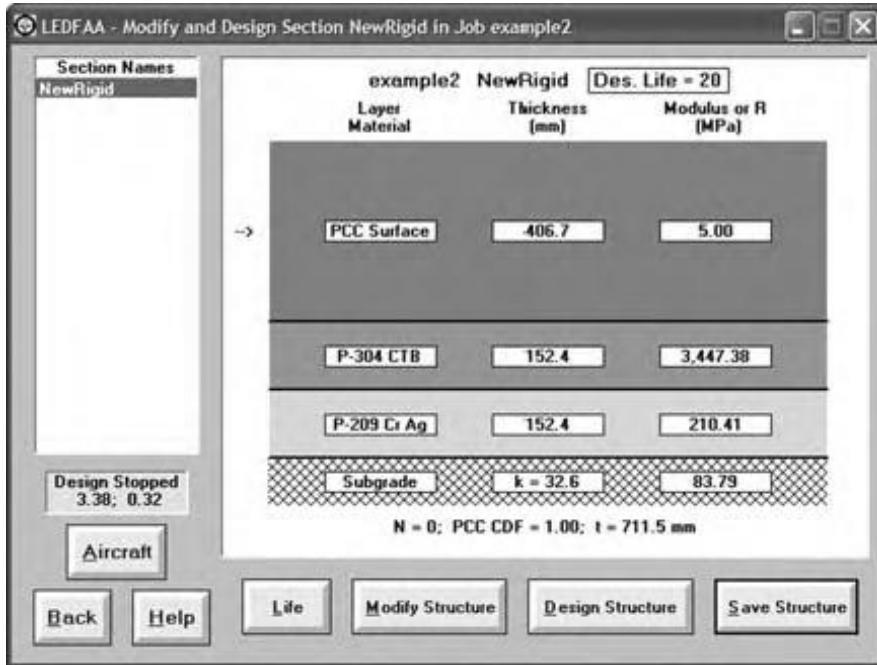 LEDFAA - Modify and Design Section NewRigid in Job example2
Section Names
NewRigid
example2 NewRigid Des. Life = 20
Layer Material Thickness (mm) Modulus or R (MPa)
--> PCC Surface 406.7 5.00
P-304 CTB 152.4 3,447.38
P-209 Cr Ag 152.4 210.41
Subgrade k = 32.6 83.79
N = 0; PCC CDF = 1.00; t = 711.5 mm
Design Stopped
3.38; 0.32
Aircraft
Back Help Life Modify Structure Design Structure Save Structure